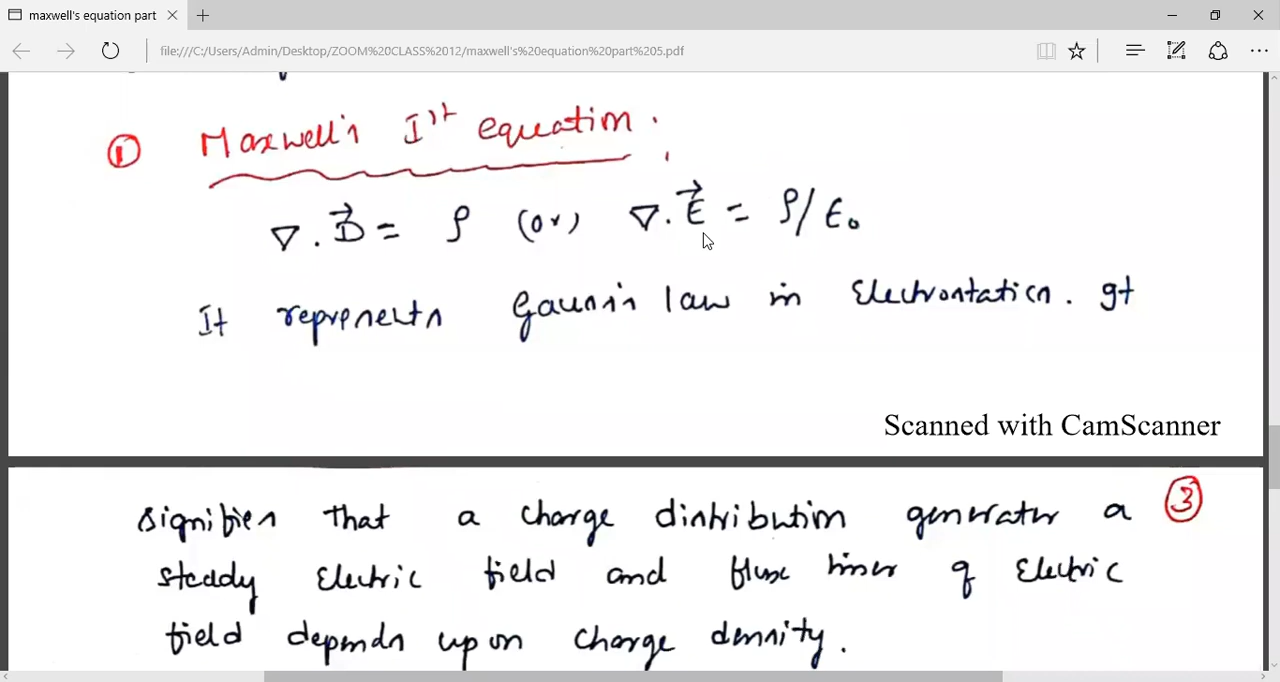 maxwell's equation part
file:///C:/Users/Admin/Desktop/ZOOM%20CLASS%2012/maxwell's%20equation%20part%205.pdf
① Maxwell's Ist equation.
∇. D⃗ = ρ (or) ∇. E⃗ = ρ/ε₀
It represents Gauss's law in Electrostatics. It
Scanned with CamScanner
signifies that a charge distribution generates a ③
steady Electric field and flux lines of Electric
field depends upon charge density.